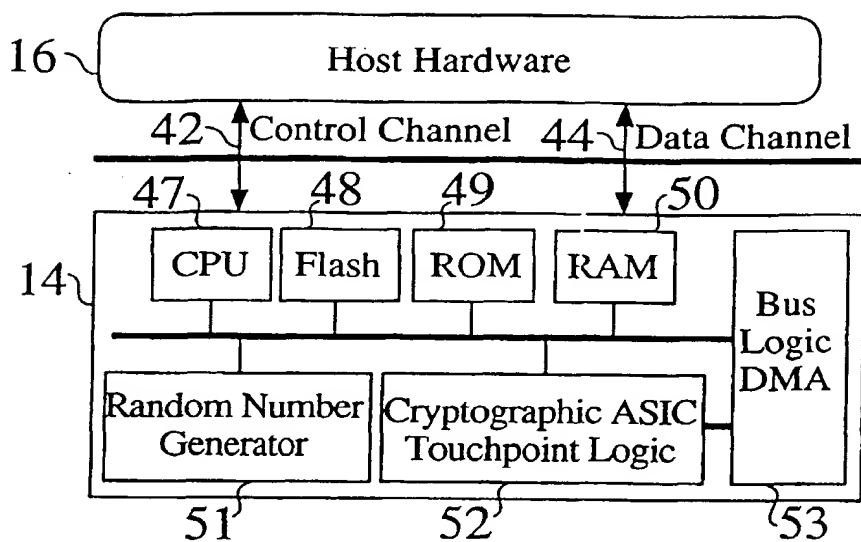 16
Host Hardware
42
Control Channel
44
Data Channel
47
48
49
50
14
CPU
Flash
ROM
RAM
Bus
Logic
DMA
Random Number
Generator
Cryptographic ASIC
Touchpoint Logic
51
52
53